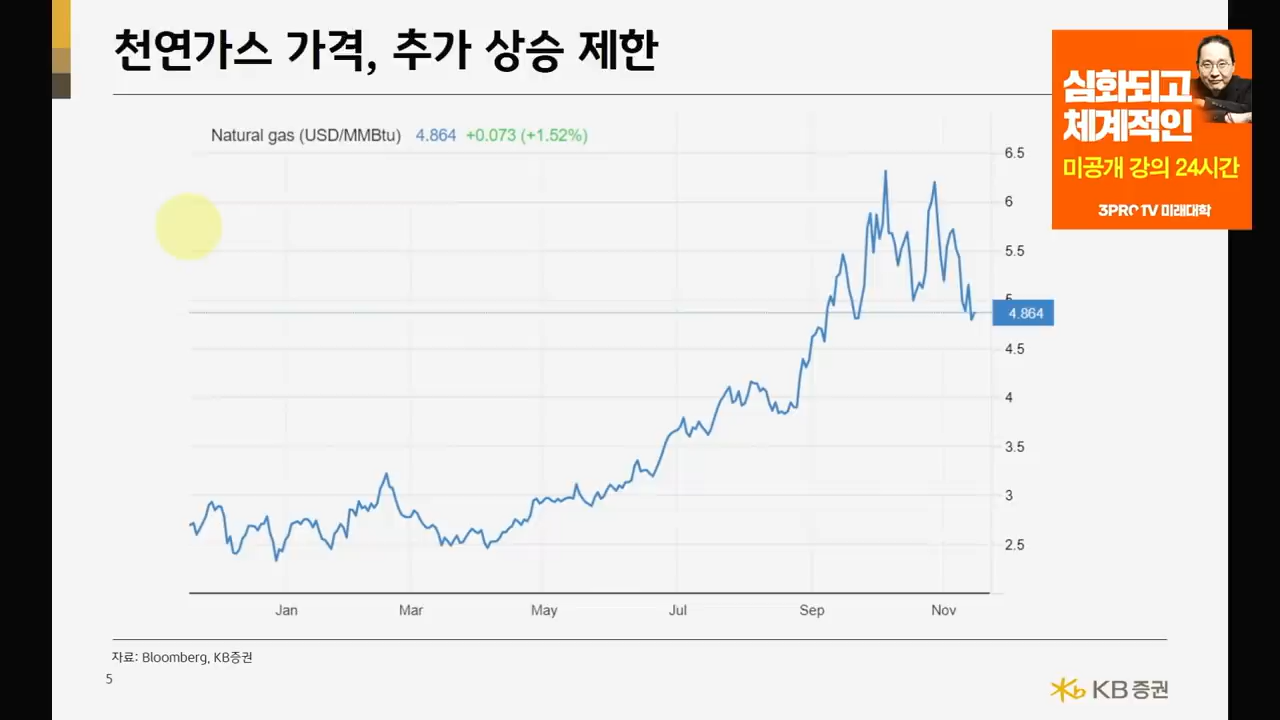 천연가스 가격, 추가 상승 제한
심화되고
체계적인
미공개 강의 24시간
3PRO TV 미래대학
Natural gas (USD/MMBtu) 4.864 +0.073 (+1.52%)
6.5
6
5.5
5
4.864
4.5
4
3.5
3
2.5
Jan Mar May Jul Sep Nov
자료: Bloomberg, KB증권
5
KB 증권